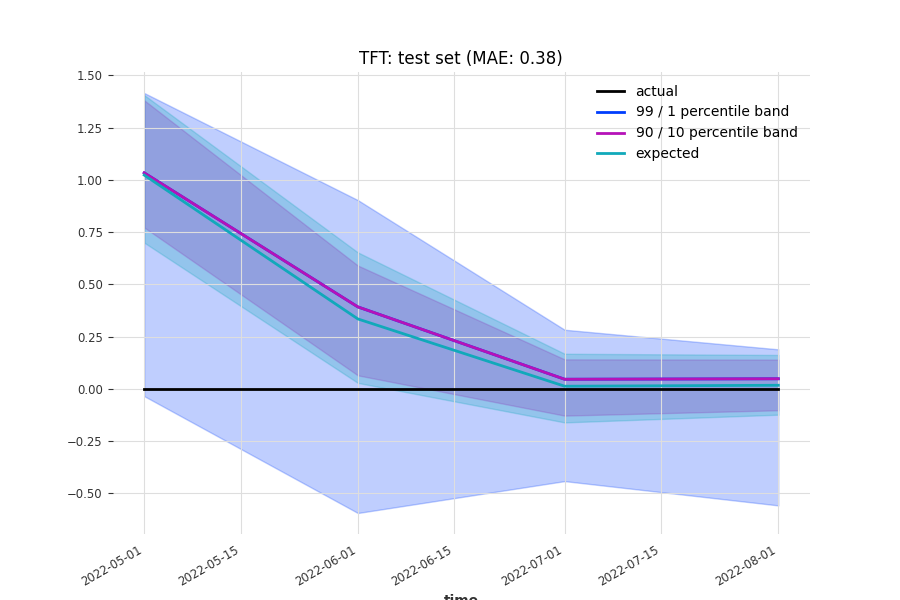 TFT: test set (MAE: 0.38)
1.50
1.25
1.00
0.75
0.50
0.25
0.00
−0.25
−0.50
actual
99 / 1 percentile band
90 / 10 percentile band
expected
2022-05-01
2022-05-15
2022-06-01
2022-06-15
2022-07-01
2022-07-15
2022-08-01
time